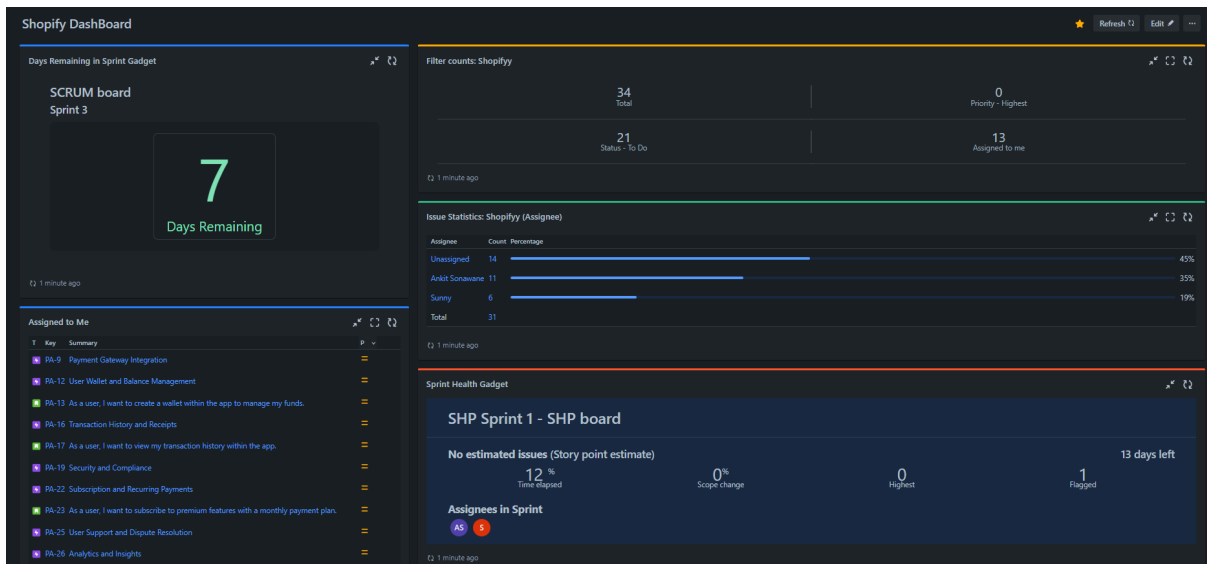 Shopify DashBoard
Refresh
Edit
Days Remaining in Sprint Gadget
SCRUM board
Sprint 3
7
Days Remaining
1 minute ago
Assigned to Me
T Key Summary P
PA-9 Payment Gateway Integration
PA-12 User Wallet and Balance Management
PA-13 As a user, I want to create a wallet within the app to manage my funds.
PA-16 Transaction History and Receipts
PA-17 As a user, I want to view my transaction history within the app.
PA-19 Security and Compliance
PA-22 Subscription and Recurring Payments
PA-23 As a user, I want to subscribe to premium features with a monthly payment plan.
PA-25 User Support and Dispute Resolution
PA-26 Analytics and Insights
Filter counts: Shopifyy
34 0
Total Priority - Highest
21 13
Status - To Do Assigned to me
1 minute ago
Issue Statistics: Shopifyy (Assignee)
Assignee Count Percentage
Unassigned 14 45%
Ankit Sonawane 11 35%
Sunny 6 19%
Total 31
1 minute ago
Sprint Health Gadget
SHP Sprint 1 - SHP board
No estimated issues (Story point estimate) 13 days left
12 % 0% 0 1
Time elapsed Scope change Highest Flagged
Assignees in Sprint
AS S
1 minute ago